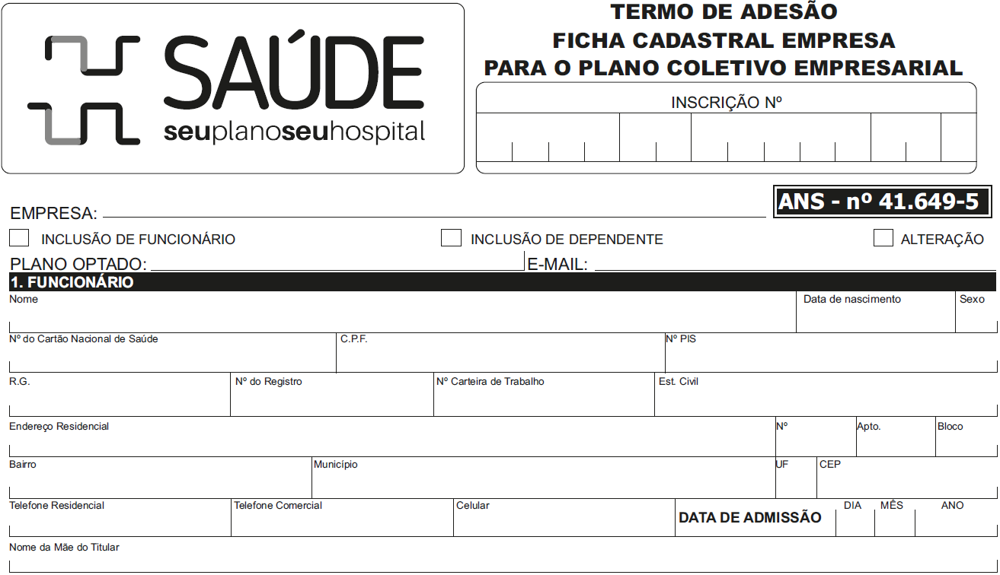 SAÚDE
seuplanoseuhospital
TERMO DE ADESÃO
FICHA CADASTRAL EMPRESA
PARA O PLANO COLETIVO EMPRESARIAL
INSCRIÇÃO Nº
ANS - nº 41.649-5
EMPRESA:
INCLUSÃO DE FUNCIONÁRIO INCLUSÃO DE DEPENDENTE ALTERAÇÃO
PLANO OPTADO: E-MAIL:
1. FUNCIONÁRIO
Nome Data de nascimento Sexo
Nº do Cartão Nacional de Saúde C.P.F. Nº PIS
R.G. Nº do Registro Nº Carteira de Trabalho Est. Civil
Endereço Residencial Nº Apto. Bloco
Bairro Município UF CEP
Telefone Residencial Telefone Comercial Celular DATA DE ADMISSÃO DIA MÊS ANO
Nome da Mãe do Titular